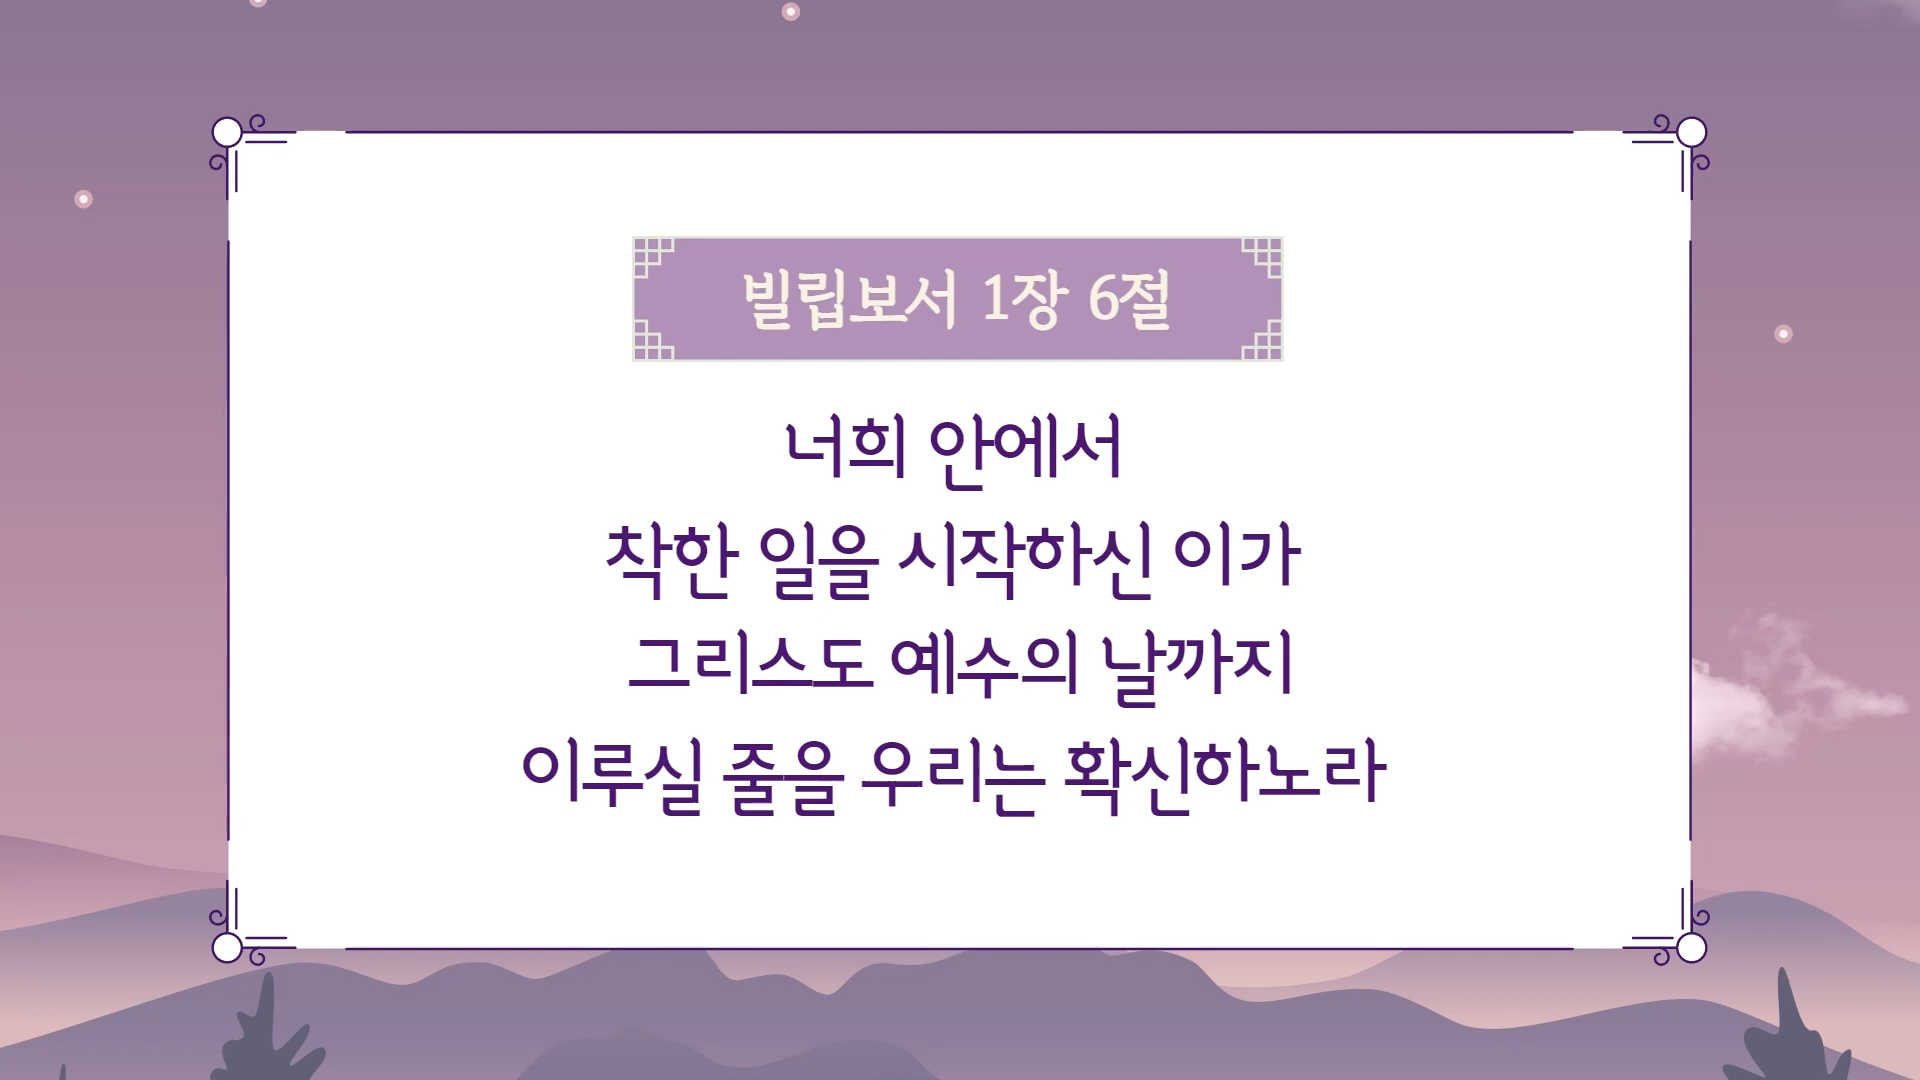 빌립보서 1장 6절
너희 안에서
착한 일을 시작하신 이가
그리스도 예수의 날까지
이루실 줄을 우리는 확신하노라